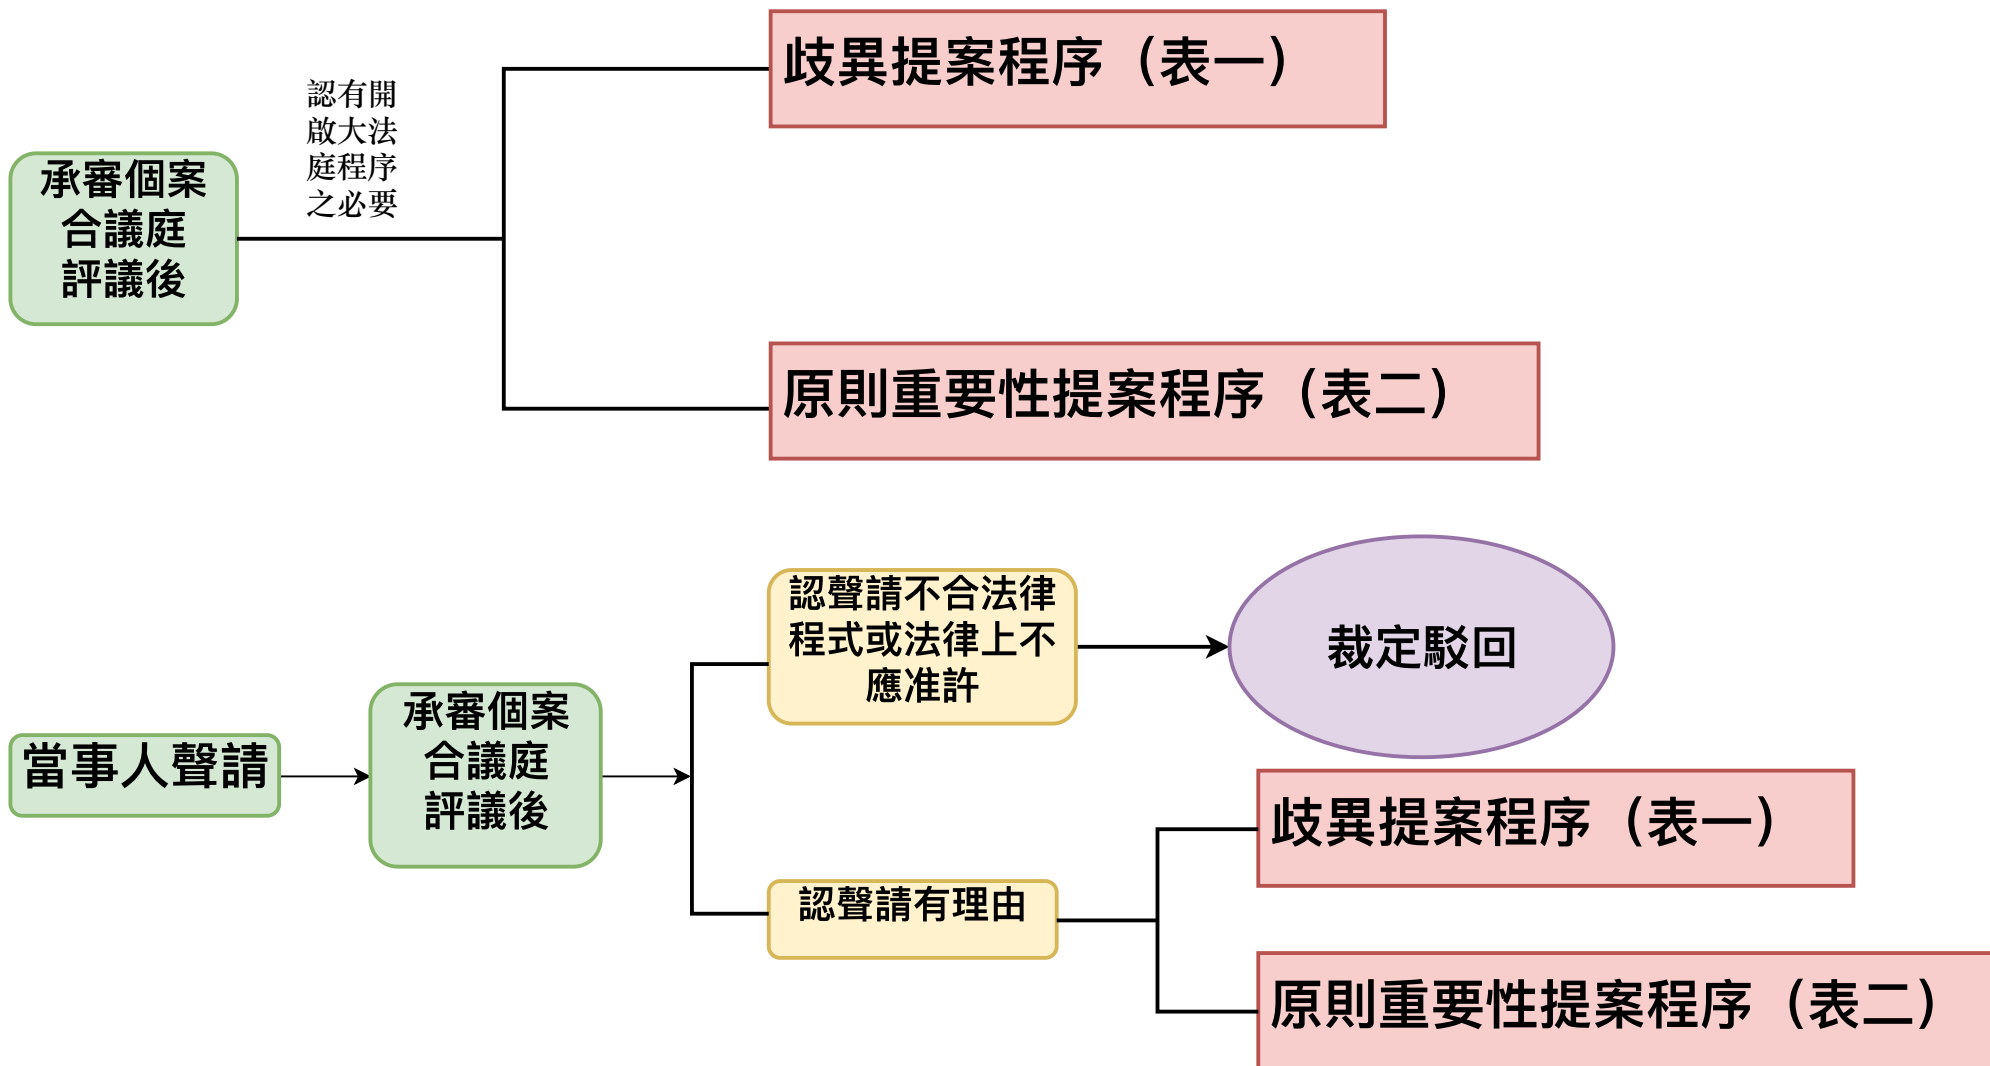 歧異提案程序（表一）
認有開
啟大法
庭程序
之必要
承審個案
合議庭
評議後
原則重要性提案程序（表二）
認聲請不合法律
程式或法律上不
應准許
裁定駁回
當事人聲請
承審個案
合議庭
評議後
歧異提案程序（表一）
認聲請有理由
原則重要性提案程序（表二）